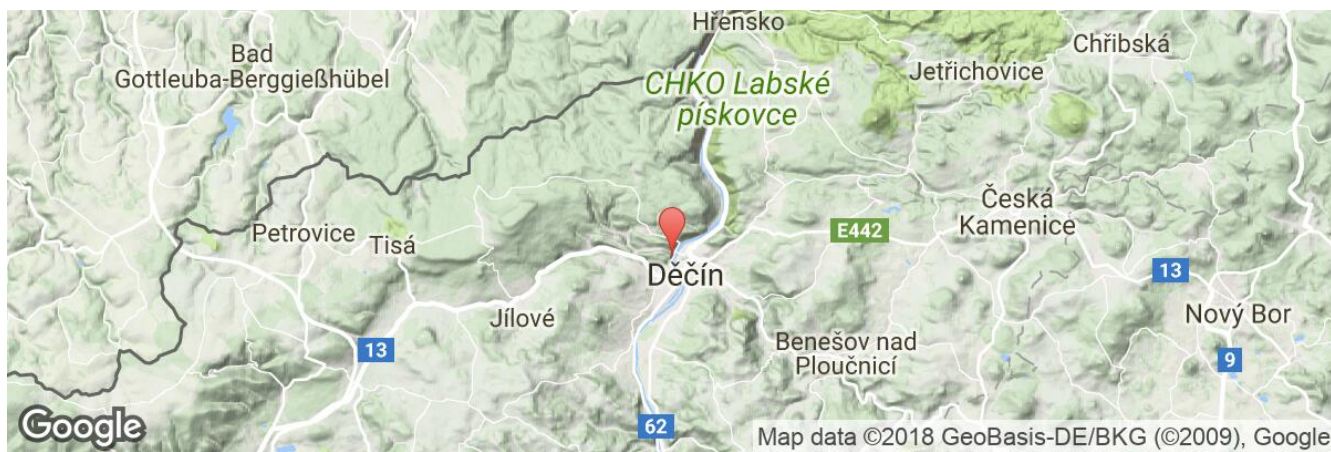 Hřensko
Bad
Gottleuba-Berggießhübel
Chřibská
Jetřichovice
CHKO Labské
pískovce
Česká
Kamenice
Petrovice
Tisá
E442
Děčín
13
Jílové
Nový Bor
Benešov nad
Ploučnicí
13
9
62
Google
Map data ©2018 GeoBasis-DE/BKG (©2009), Google